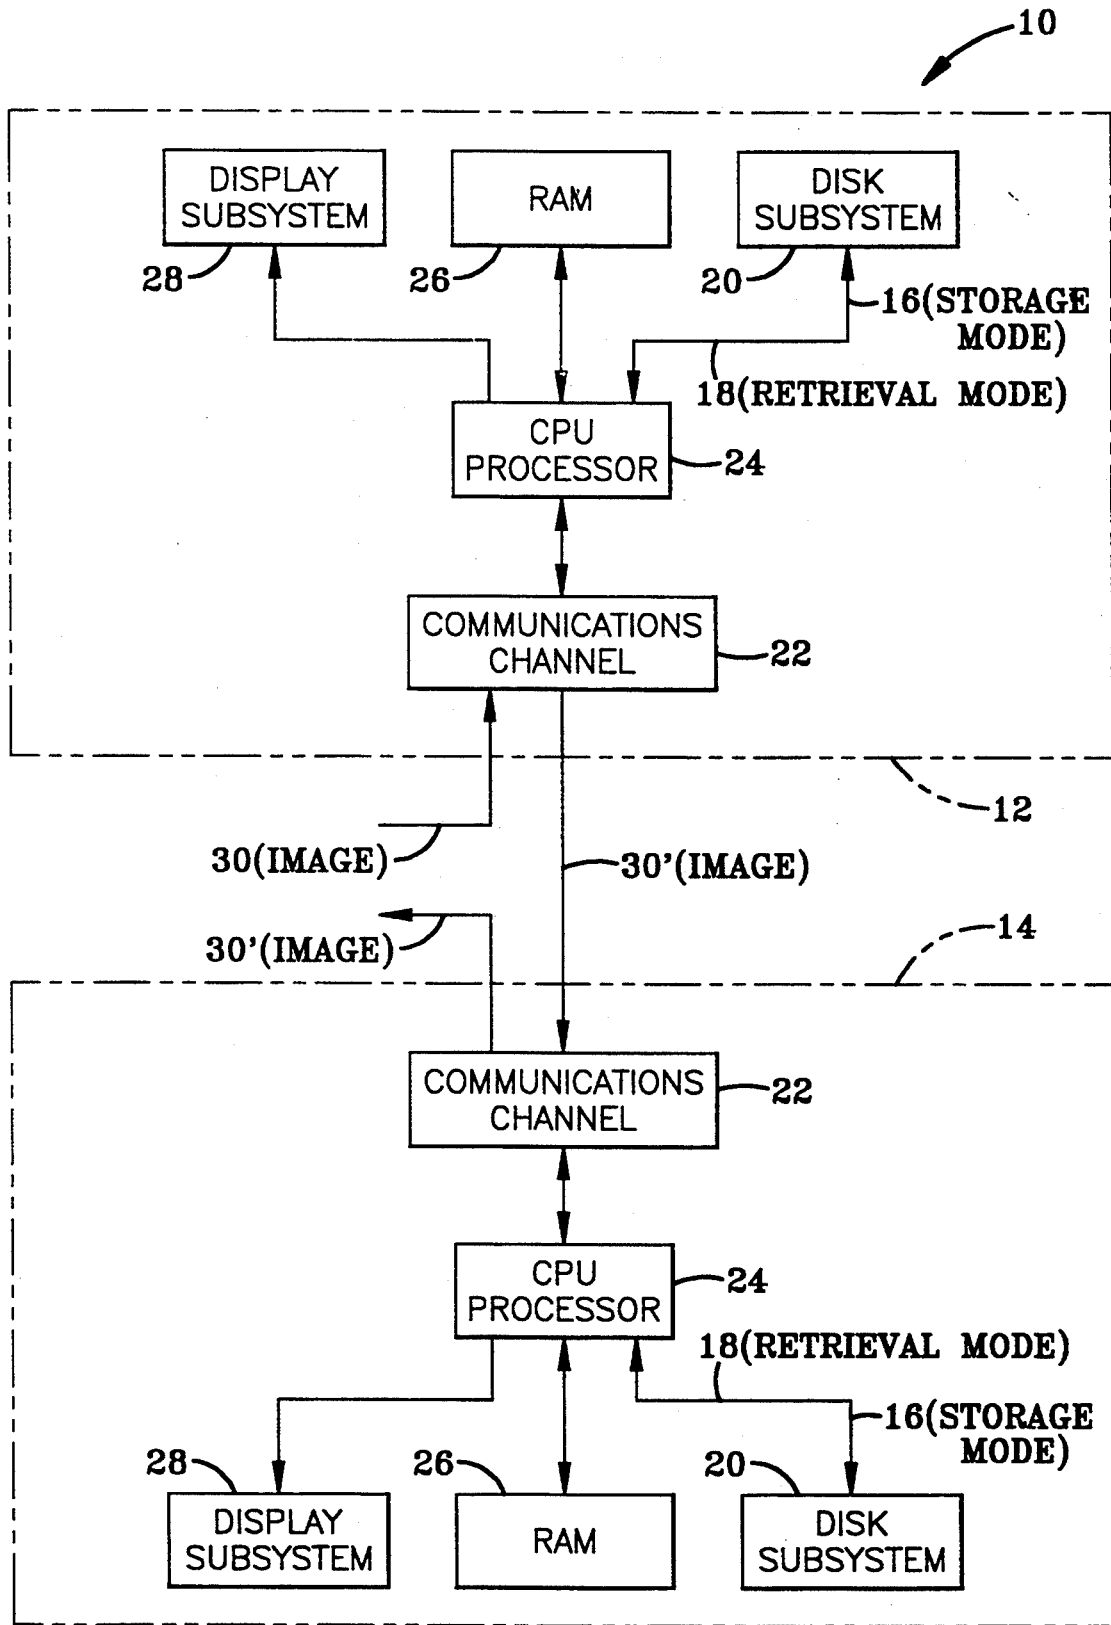 10
DISPLAY
SUBSYSTEM
RAM
DISK
SUBSYSTEM
28
26
20
16(STORAGE
MODE)
18(RETRIEVAL MODE)
CPU
PROCESSOR
24
COMMUNICATIONS
CHANNEL
22
12
30(IMAGE)
30'(IMAGE)
30'(IMAGE)
14
COMMUNICATIONS
CHANNEL
22
CPU
PROCESSOR
24
18(RETRIEVAL MODE)
16(STORAGE
MODE)
28
26
20
DISPLAY
SUBSYSTEM
RAM
DISK
SUBSYSTEM